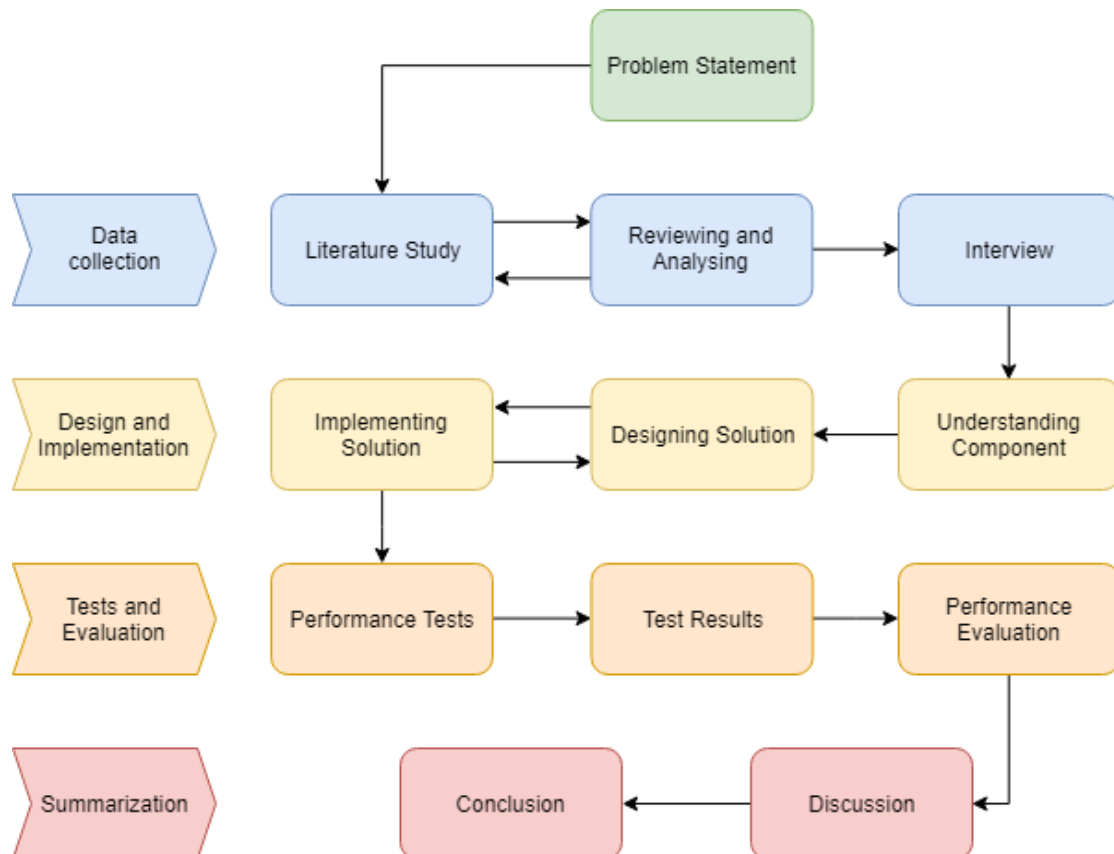 Problem Statement
Data
collection
Literature Study
Reviewing and
Analysing
Interview
Design and
Implementation
Implementing
Solution
Designing Solution
Understanding
Component
Tests and
Evaluation
Performance Tests
Test Results
Performance
Evaluation
Summarization
Conclusion
Discussion